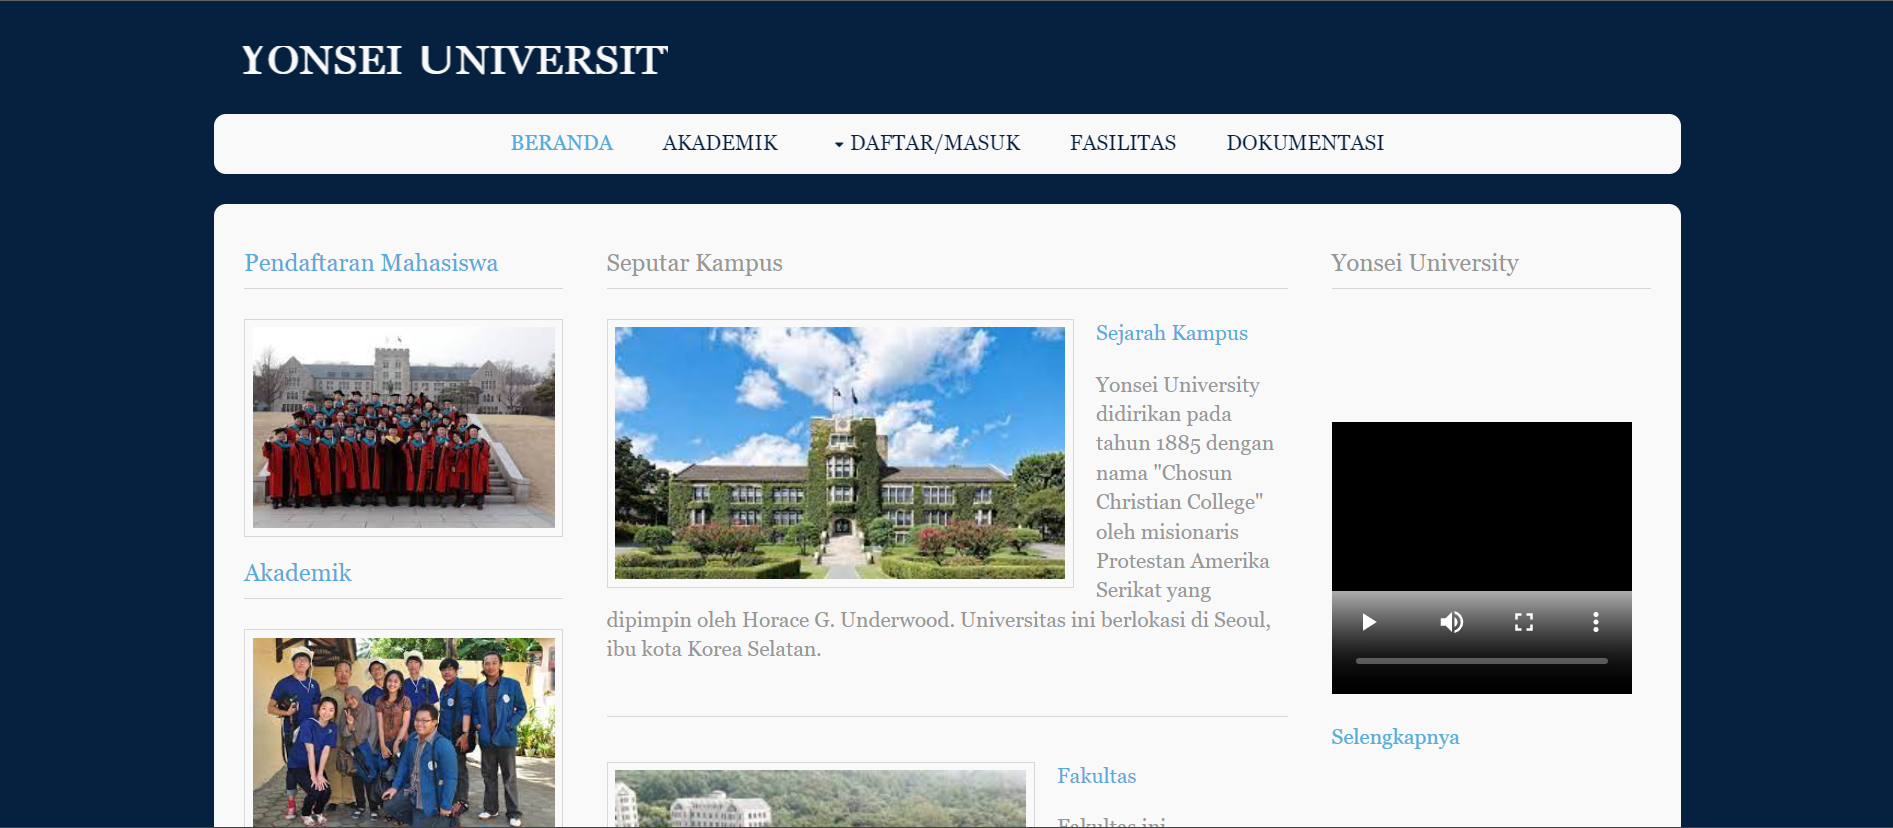 YONSEI UNIVERSIT
BERANDA AKADEMIK DAFTAR/MASUK FASILITAS DOKUMENTASI
Pendaftaran Mahasiswa
Akademik
Seputar Kampus
Sejarah Kampus
Yonsei University
didirikan pada
tahun 1885 dengan
nama "Chosun
Christian College"
oleh misionaris
Protestan Amerika
Serikat yang
dipimpin oleh Horace G. Underwood. Universitas ini berlokasi di Seoul,
ibu kota Korea Selatan.
Fakultas
Fakultas ini
Yonsei University
Selengkapnya